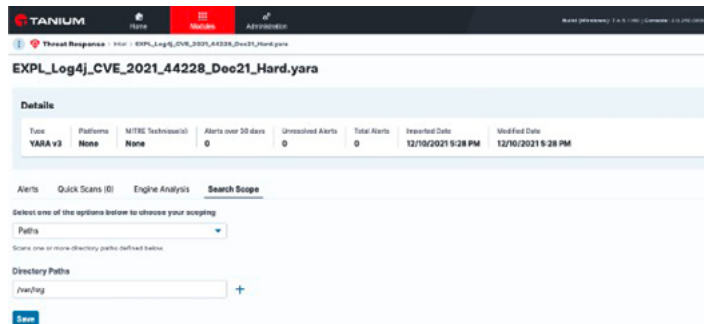 TANIUM
Home
Modules
Administration
Threat Response > Intel > EXPL_Log4j_CVE_2021_44228_Dec21_Hard.yara
EXPL_Log4j_CVE_2021_44228_Dec21_Hard.yara
Details
Type Platforms MITRE Technique(s) Alerts over 30 days Unresolved Alerts Total Alerts Imported Date Modified Date
YARA v3 None None 0 0 0 12/10/2021 5:28 PM 12/10/2021 5:28 PM
Alerts Quick Scans (0) Engine Analysis Search Scope
Select one of the options below to choose your scoping
Paths
Scans one or more directory paths defined below.
Directory Paths
/var/log
Save